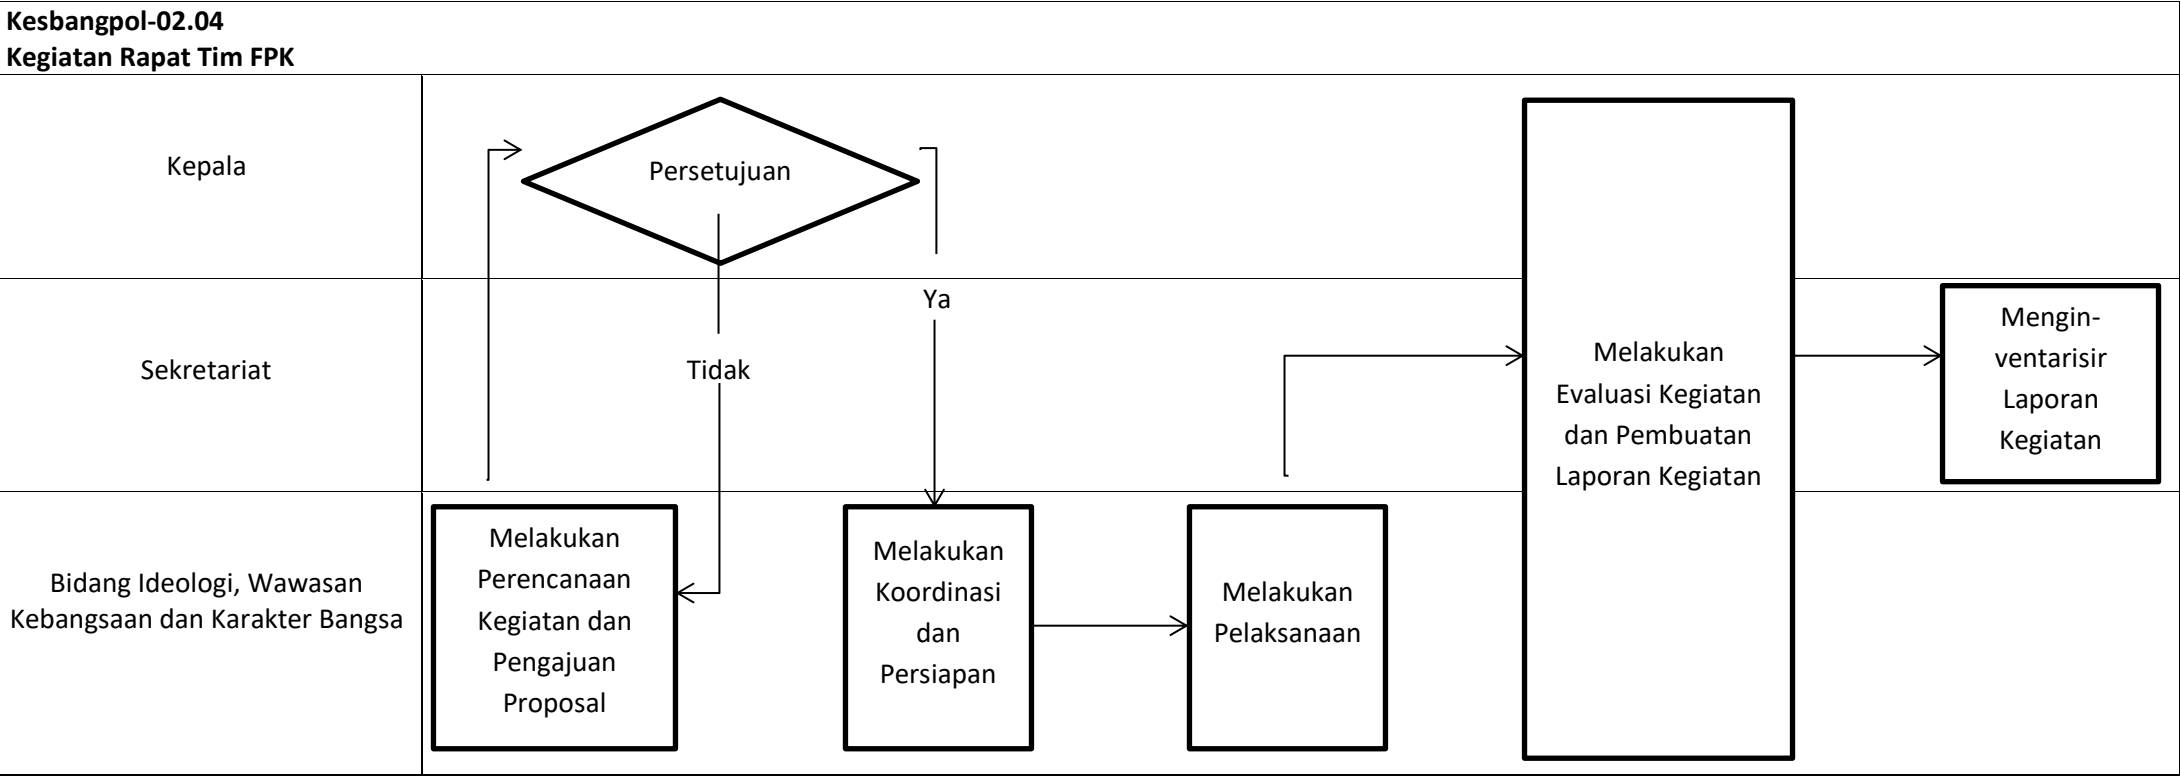 Kesbangpol-02.04
Kegiatan Rapat Tim FPK
Kepala
Persetujuan
Ya
Sekretariat
Tidak
Melakukan
Evaluasi Kegiatan
dan Pembuatan
Laporan Kegiatan
Mengin-
ventarisir
Laporan
Kegiatan
Bidang Ideologi, Wawasan
Kebangsaan dan Karakter Bangsa
Melakukan
Perencanaan
Kegiatan dan
Pengajuan
Proposal
Melakukan
Koordinasi
dan
Persiapan
Melakukan
Pelaksanaan